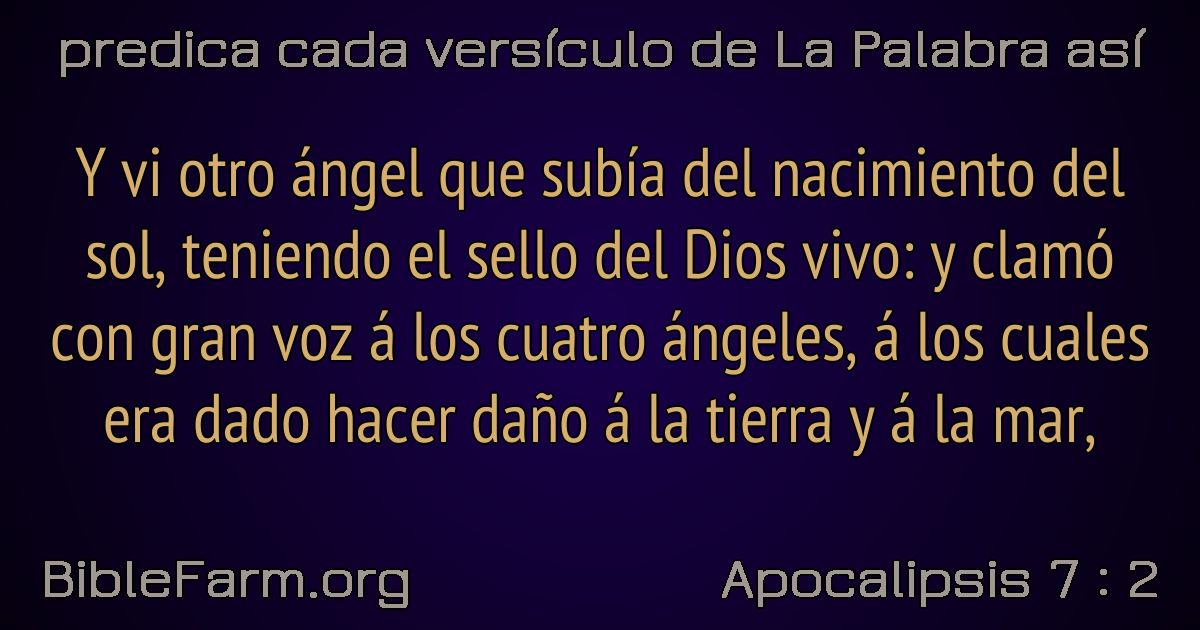 predica cada versículo de La Palabra así
Y vi otro ángel que subía del nacimiento del
sol, teniendo el sello del Dios vivo: y clamó
con gran voz á los cuatro ángeles, á los cuales
era dado hacer daño á la tierra y á la mar,
BibleFarm.org
Apocalipsis 7 : 2